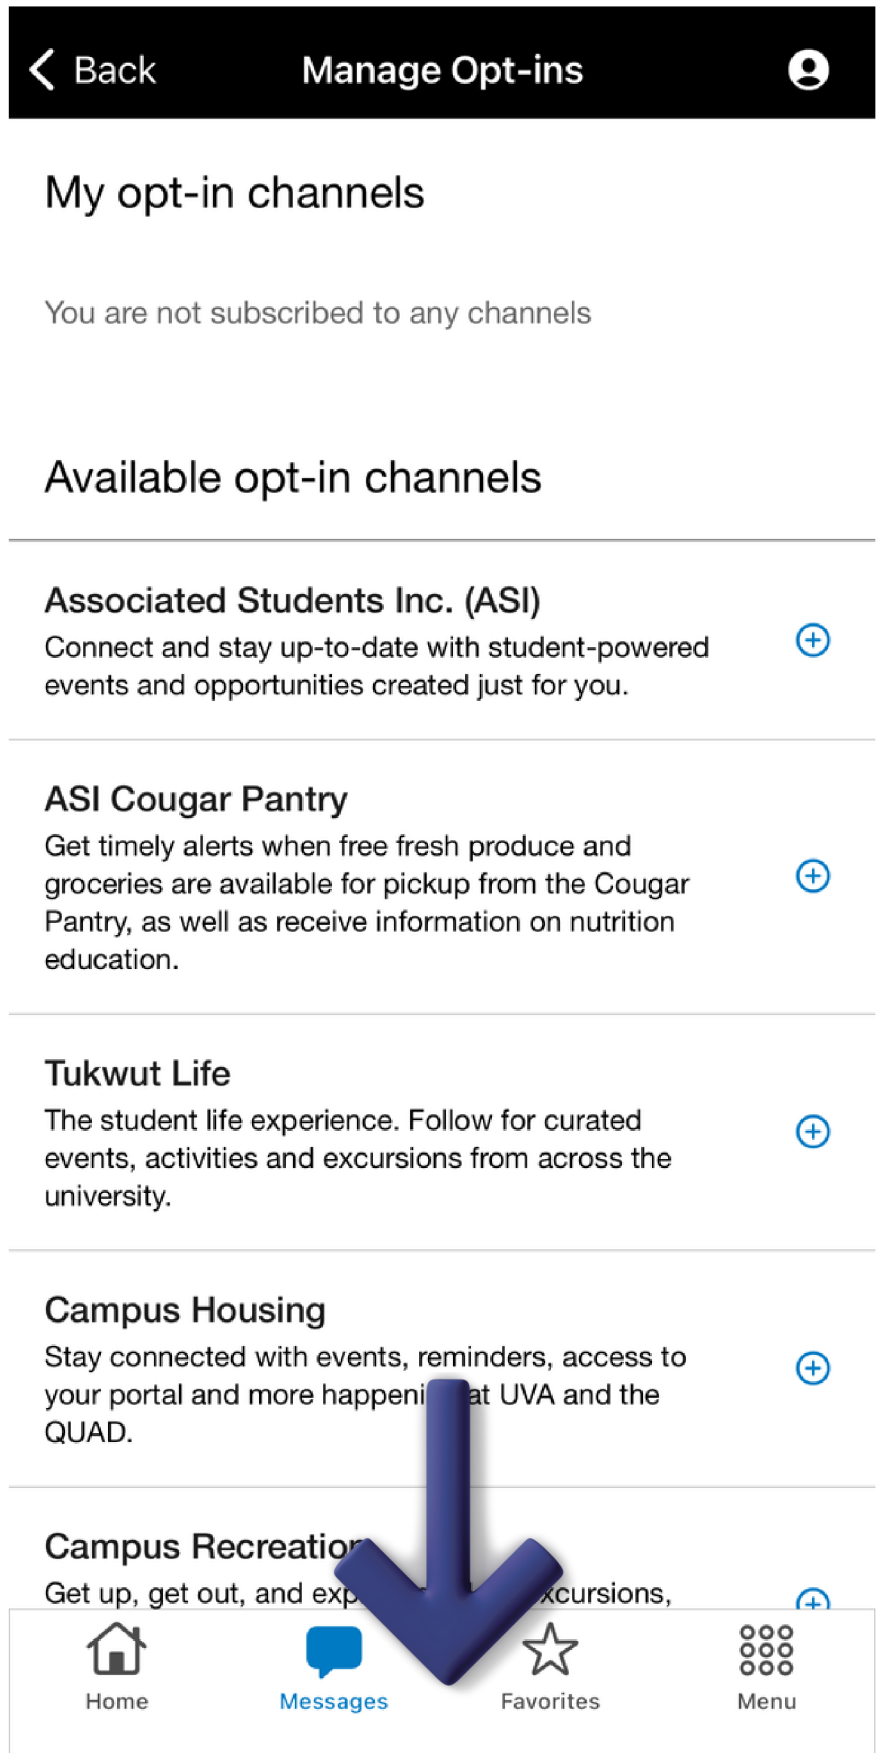 Back
Manage Opt-ins
My opt-in channels
You are not subscribed to any channels
Available opt-in channels
Associated Students Inc. (ASI)
Connect and stay up-to-date with student-powered
events and opportunities created just for you.
ASI Cougar Pantry
Get timely alerts when free fresh produce and
groceries are available for pickup from the Cougar
Pantry, as well as receive information on nutrition
education.
Tukwut Life
The student life experience. Follow for curated
events, activities and excursions from across the
university.
Campus Housing
Stay connected with events, reminders, access to
your portal and more at UVA and the
QUAD.
Campus Recreation
Get up, get out, and
Home
Messages
Favorites
Menu